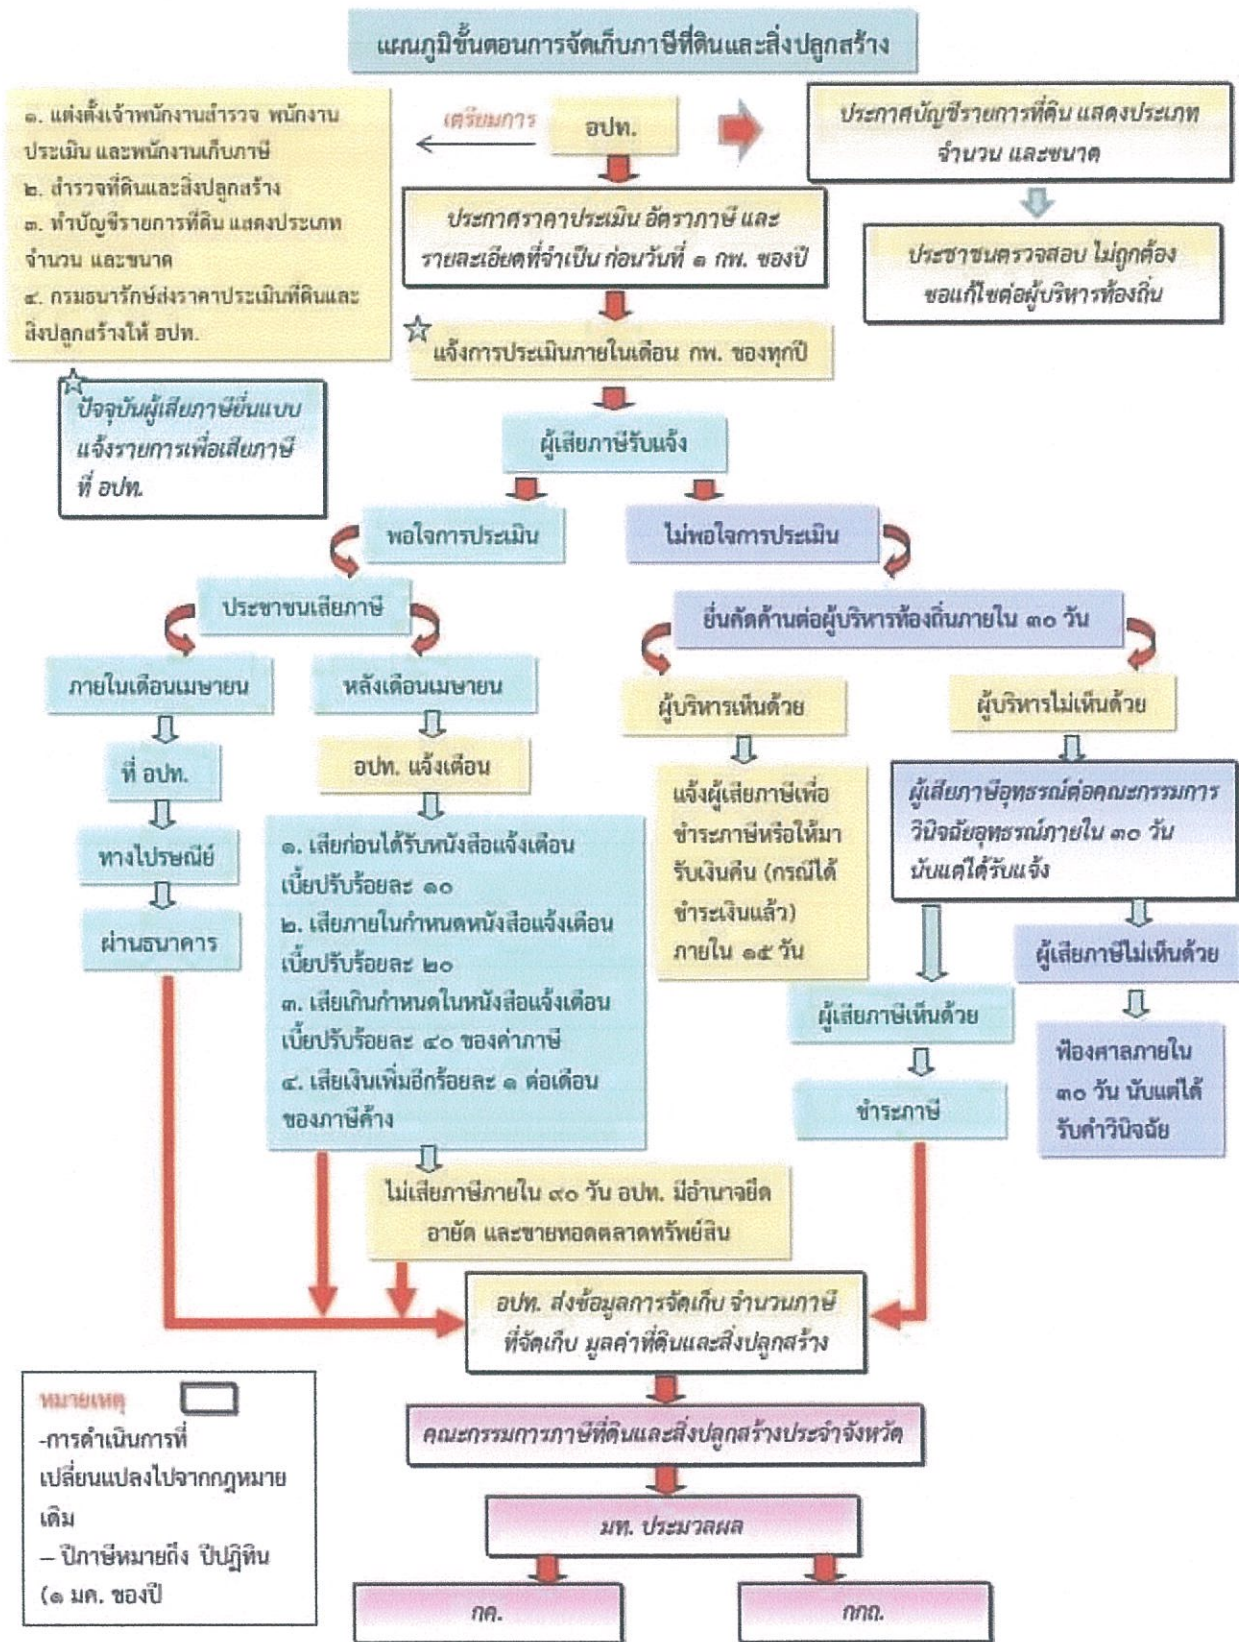 แผนภูมิขั้นตอนการจัดเก็บภาษีที่ดินและสิ่งปลูกสร้าง
๑. แต่งตั้งเจ้าพนักงานสำรวจ พนักงาน
ประเมิน และพนักงานเก็บภาษี
๒. สำรวจที่ดินและสิ่งปลูกสร้าง
๓. ทำบัญชีรายการที่ดิน แสดงประเภท
จำนวน และขนาด
๔. กรมธนารักษ์ส่งราคาประเมินที่ดินและ
สิ่งปลูกสร้างให้ อปท.
เตรียมการ
อปท.
ประกาศบัญชีรายการที่ดิน แสดงประเภท
จำนวน และขนาด
ประกาศราคาประเมิน อัตราภาษี และ
รายละเอียดที่จำเป็น ก่อนวันที่ ๑ กพ. ของปี
ประชาชนตรวจสอบ ไม่ถูกต้อง
ขอแก้ไขต่อผู้บริหารท้องถิ่น
แจ้งการประเมินภายในเดือน กพ. ของทุกปี
ปัจจุบันผู้เสียภาษียื่นแบบ
แจ้งรายการเพื่อเสียภาษี
ที่ อปท.
ผู้เสียภาษีรับแจ้ง
พอใจการประเมิน
ไม่พอใจการประเมิน
ประชาชนเสียภาษี
ยื่นคัดค้านต่อผู้บริหารท้องถิ่นภายใน ๓๐ วัน
ภายในเดือนเมษายน
หลังเดือนเมษายน
ผู้บริหารเห็นด้วย
ผู้บริหารไม่เห็นด้วย
ที่ อปท.
ทางไปรษณีย์
ผ่านธนาคาร
อปท. แจ้งเตือน
๑. เสียก่อนได้รับหนังสือแจ้งเตือน
เบี้ยปรับร้อยละ ๑๐
๒. เสียภายในกำหนดหนังสือแจ้งเตือน
เบี้ยปรับร้อยละ ๒๐
๓. เสียเกินกำหนดในหนังสือแจ้งเตือน
เบี้ยปรับร้อยละ ๔๐ ของค่าภาษี
๔. เสียเงินเพิ่มอีกร้อยละ ๑ ต่อเดือน
ของภาษีค้าง
แจ้งผู้เสียภาษีเพื่อ
ชำระภาษีหรือให้มา
รับเงินคืน (กรณีได้
ชำระเงินแล้ว)
ภายใน ๑๕ วัน
ผู้เสียภาษีอุทธรณ์ต่อคณะกรรมการ
วินิจฉัยอุทธรณ์ภายใน ๓๐ วัน
นับแต่ได้รับแจ้ง
ผู้เสียภาษีไม่เห็นด้วย
ผู้เสียภาษีเห็นด้วย
ฟ้องศาลภายใน
๓๐ วัน นับแต่ได้
รับคำวินิจฉัย
ชำระภาษี
ไม่เสียภาษีภายใน ๙๐ วัน อปท. มีอำนาจยึด
อายัด และขายทอดตลาดทรัพย์สิน
อปท. ส่งข้อมูลการจัดเก็บ จำนวนภาษี
ที่จัดเก็บ มูลค่าที่ดินและสิ่งปลูกสร้าง
คณะกรรมการภาษีที่ดินและสิ่งปลูกสร้างประจำจังหวัด
มท. ประมวลผล
กค.
กกถ.
หมายเหตุ
-การดำเนินการที่
เปลี่ยนแปลงไปจากกฎหมาย
เดิม
– ปีภาษีหมายถึง ปีปฏิทิน
(๑ มค. ของปี